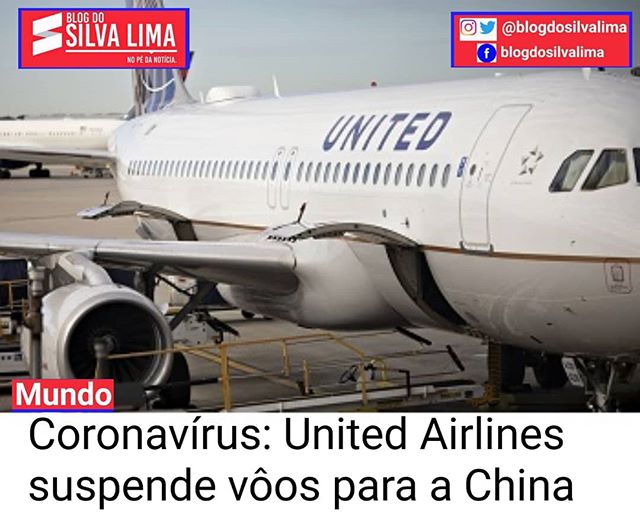 BLOG DO
SILVA LIMA
NO PÉ DA NOTÍCIA.
@blogdosilvalima
blogdosilvalima
UNITED
Mundo
Coronavírus: United Airlines
suspende vôos para a China